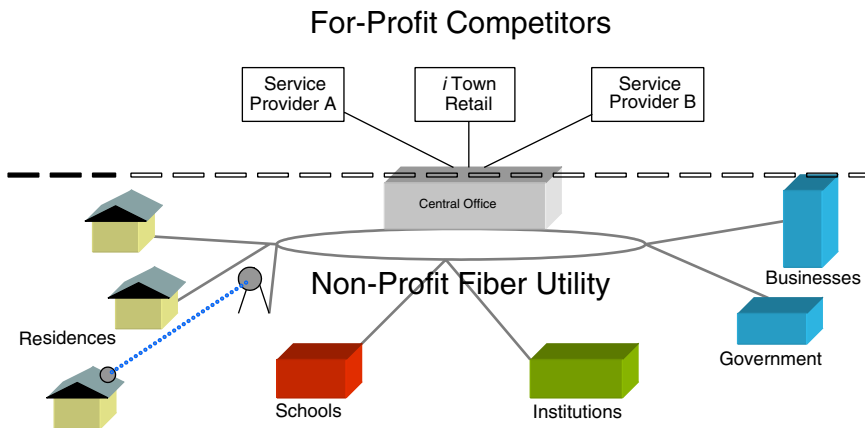 For-Profit Competitors
Service
Provider A
i Town
Retail
Service
Provider B
Central Office
Non-Profit Fiber Utility
Businesses
Residences
Government
Schools
Institutions